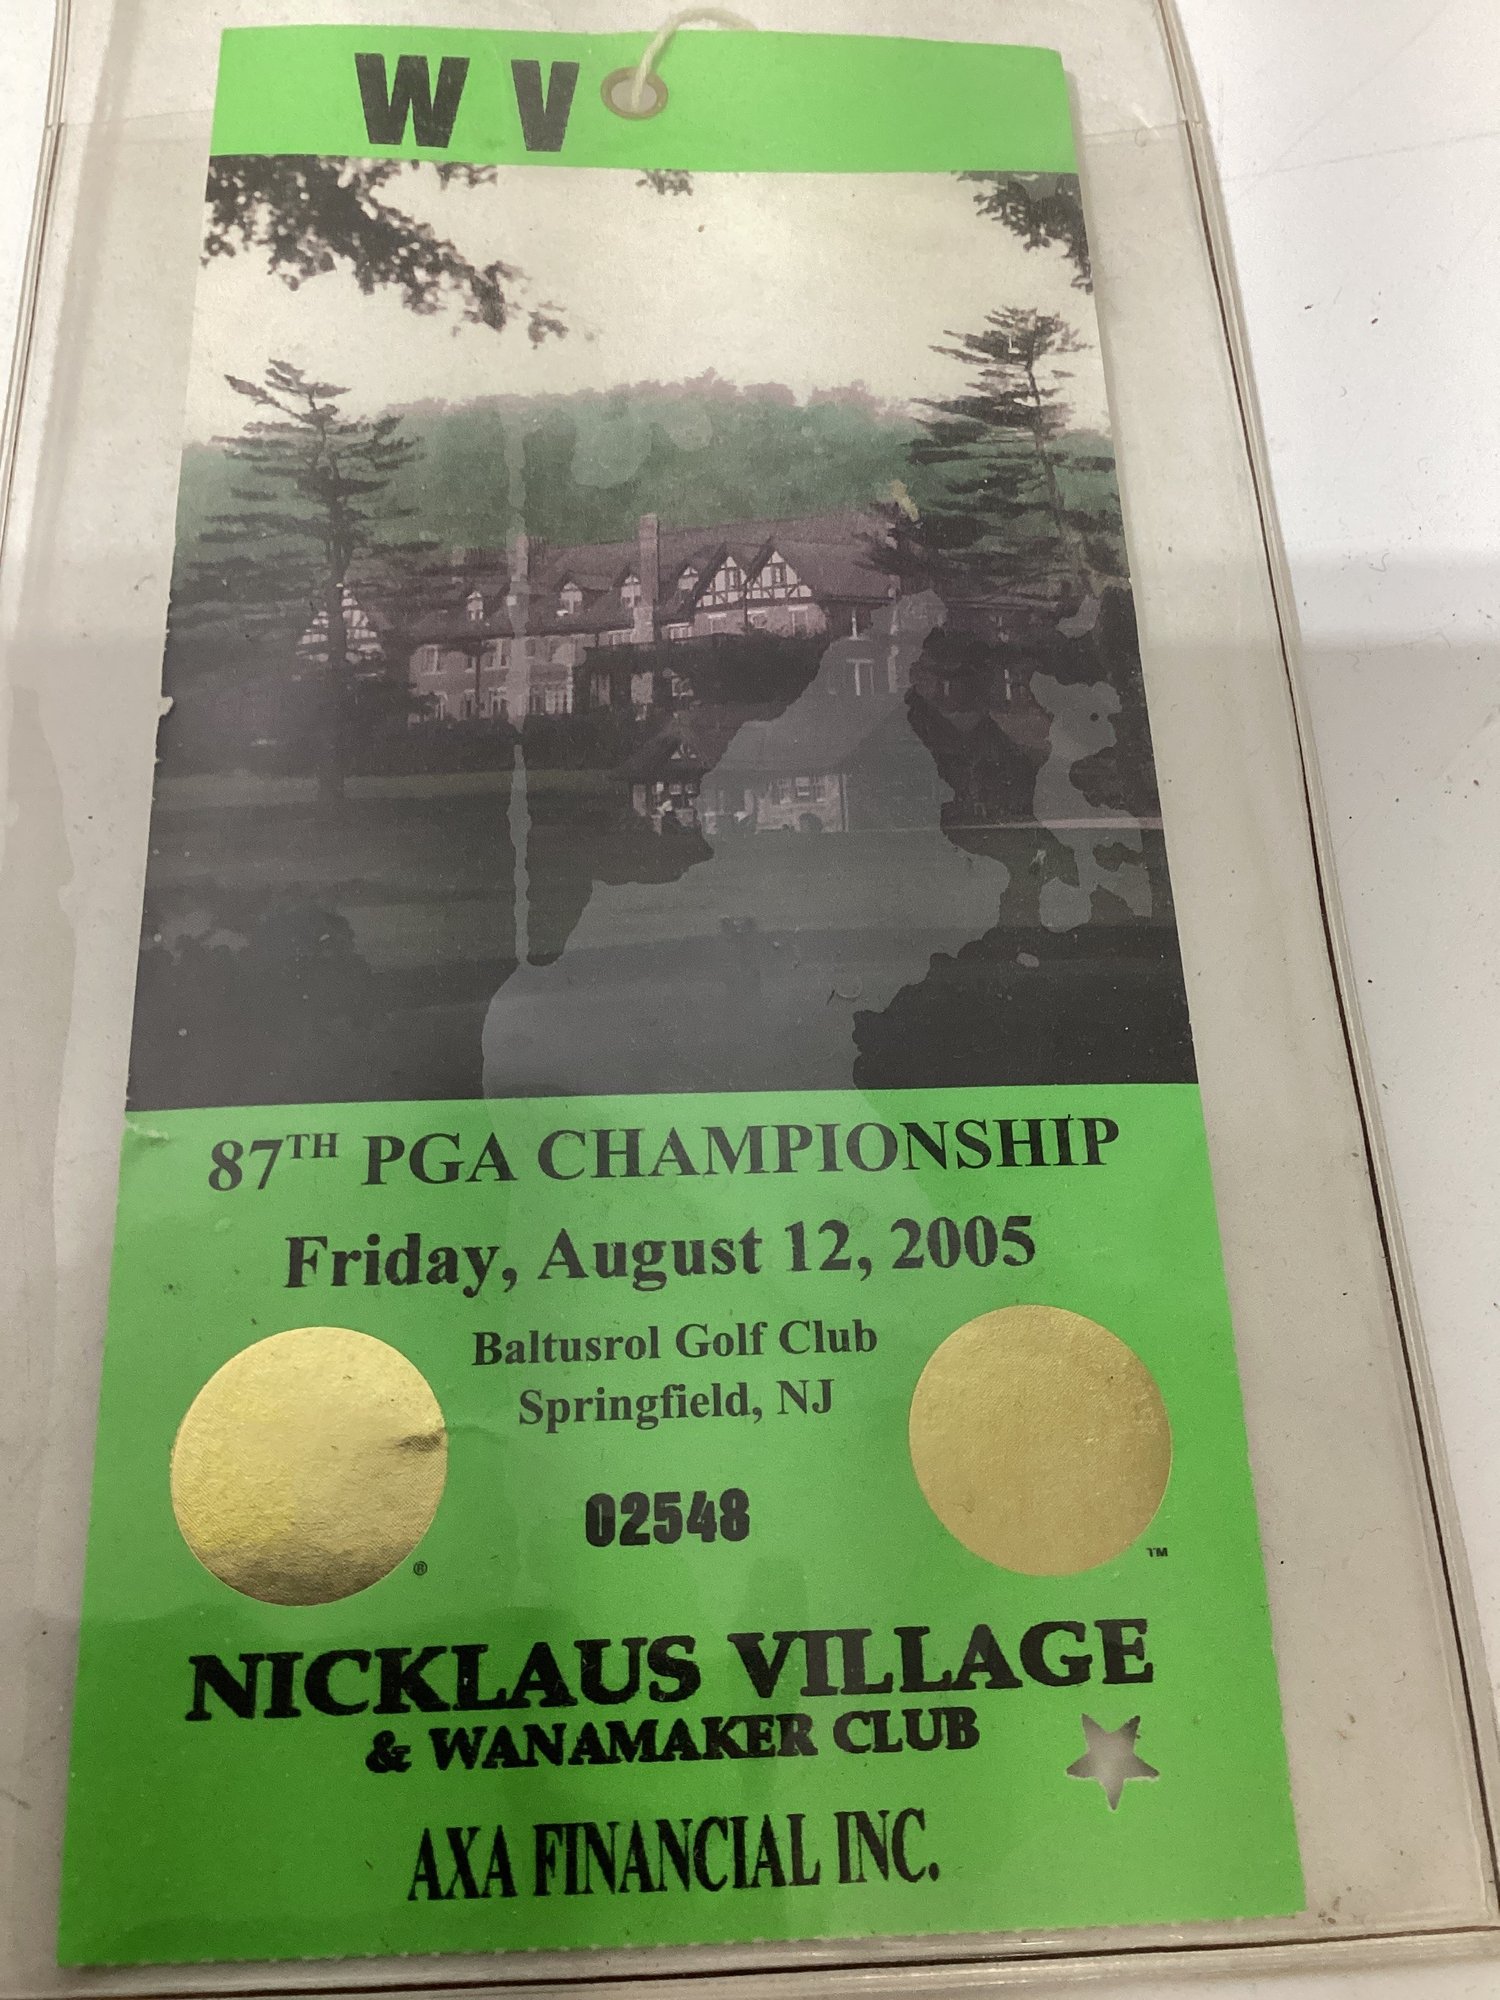 W V
87TH PGA CHAMPIONSHIP
Friday, August 12, 2005
Baltusrol Golf Club
Springfield, NJ
02548
®
TM
NICKLAUS VILLAGE
& WANAMAKER CLUB
AXA FINANCIAL INC.